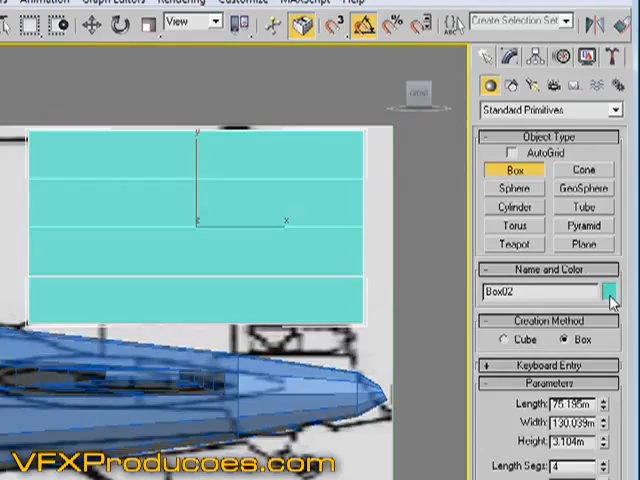 Animation Graph Editors Rendering Customize MAXScript Help
View
Create Selection Set
FRONT
Standard Primitives
Object Type
AutoGrid
Box Cone
Sphere GeoSphere
Cylinder Tube
Torus Pyramid
Teapot Plane
Name and Color
Box02
Creation Method
Cube Box
Keyboard Entry
Parameters
Length: 75.195m
Width: 130.039m
Height: 3.104m
Length Segs: 4
y
x
z
VFXProducoes.com